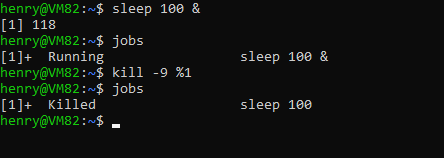 henry@VM82:~$ sleep 100 &
[1] 118
henry@VM82:~$ jobs
[1]+  Running                 sleep 100 &
henry@VM82:~$ kill -9 %1
henry@VM82:~$ jobs
[1]+  Killed                  sleep 100
henry@VM82:~$